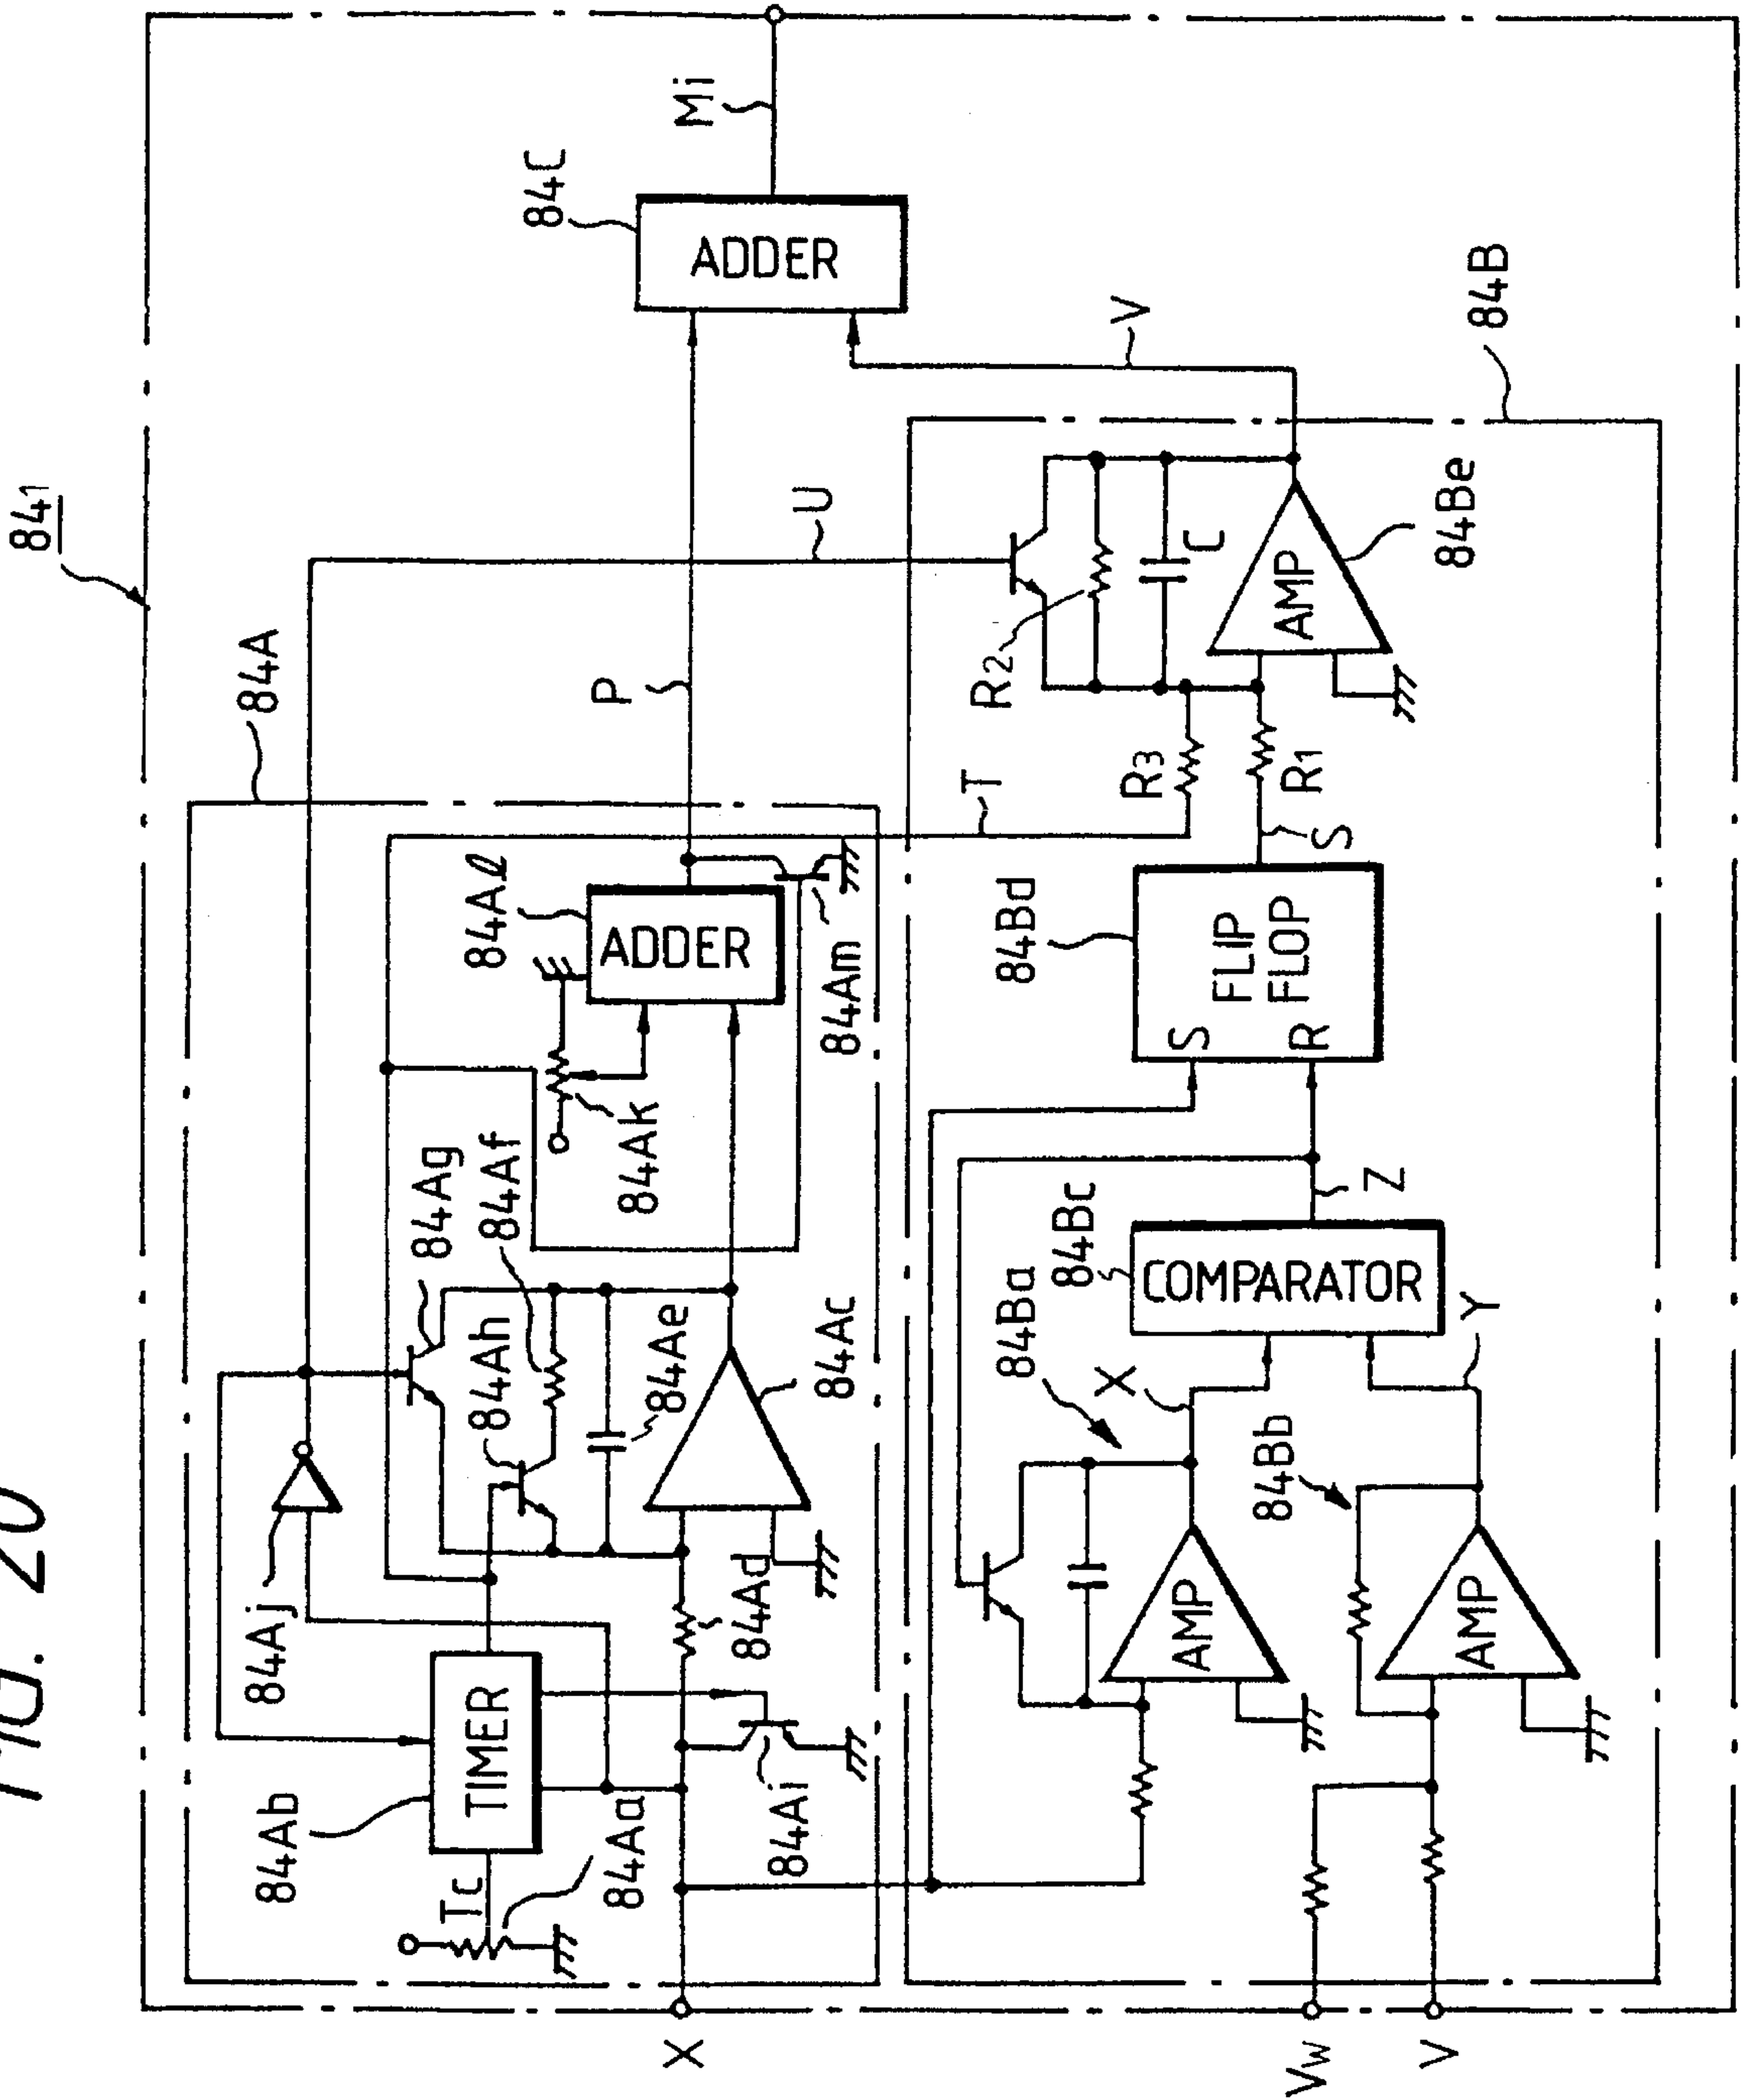 FIG. 20
84₁
84A
84Aj
84Ag
84Ab
TIMER
Tc
84Aa
84Ah
84Af
84Ae
84Ak
84Aℓ
ADDER
84Am
84Ad
84Ac
84Ai
X
P
U
T
84C
ADDER
Mi
V
84B
84Ba
AMP
X
84Bb
AMP
Y
84Bc
COMPARATOR
Z
84Bd
S
R
FLIP
FLOP
S
R1
R3
R2
C
AMP
84Be
VW
V